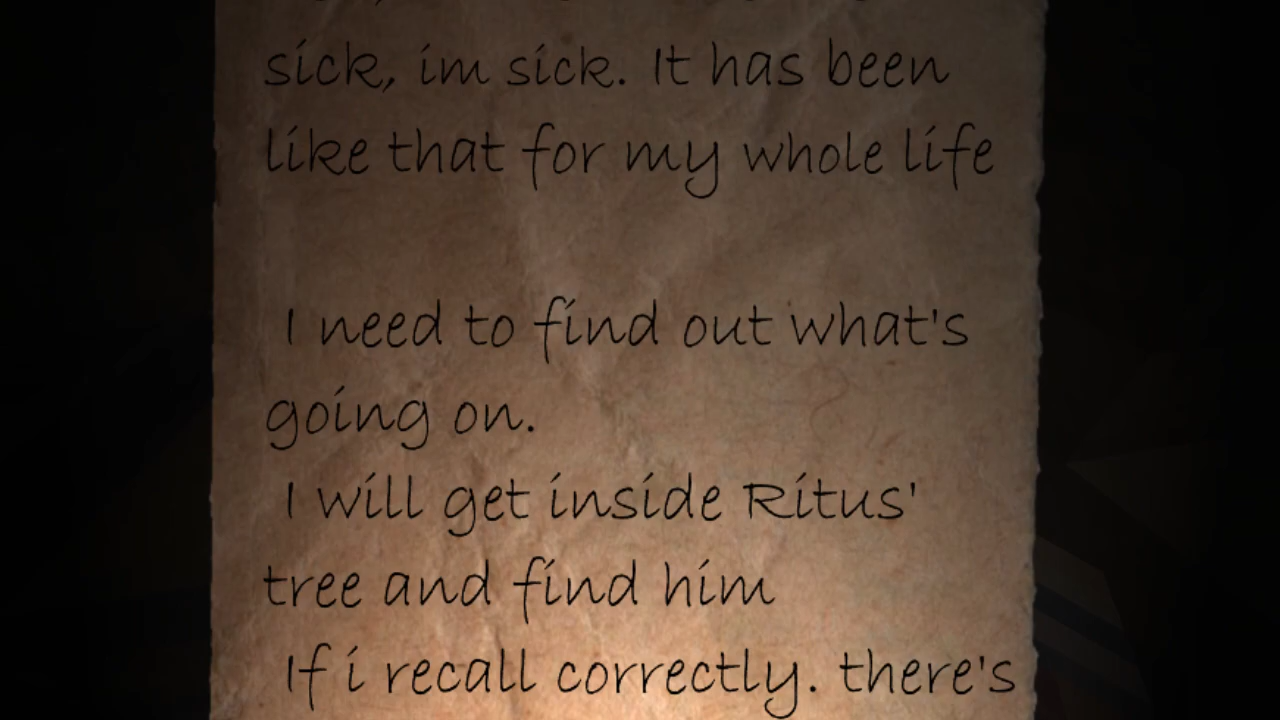 sick, im sick. It has been
like that for my whole life
I need to find out what's
going on.
I will get inside Ritus'
tree and find him
If i recall correctly. there's